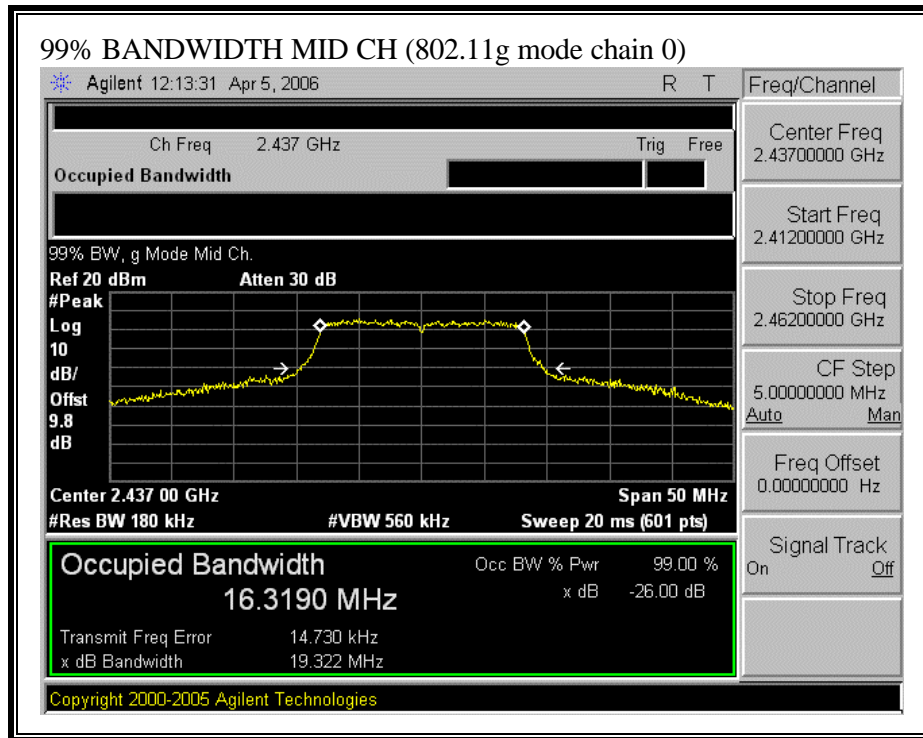 99% BANDWIDTH MID CH (802.11g mode chain 0)
Agilent 12:13:31 Apr 5, 2006 R T
Freq/Channel
Ch Freq 2.437 GHz Trig Free
Occupied Bandwidth
Center Freq
2.43700000 GHz
Start Freq
2.41200000 GHz
Stop Freq
2.46200000 GHz
CF Step
5.00000000 MHz
Auto Man
Freq Offset
0.00000000 Hz
Signal Track
On Off
99% BW, g Mode Mid Ch.
Ref 20 dBm Atten 30 dB
#Peak
Log
10
dB/
Offst
9.8
dB
Center 2.437 00 GHz Span 50 MHz
#Res BW 180 kHz #VBW 560 kHz Sweep 20 ms (601 pts)
Occupied Bandwidth Occ BW % Pwr 99.00 %
16.3190 MHz x dB -26.00 dB
Transmit Freq Error 14.730 kHz
x dB Bandwidth 19.322 MHz
Copyright 2000-2005 Agilent Technologies